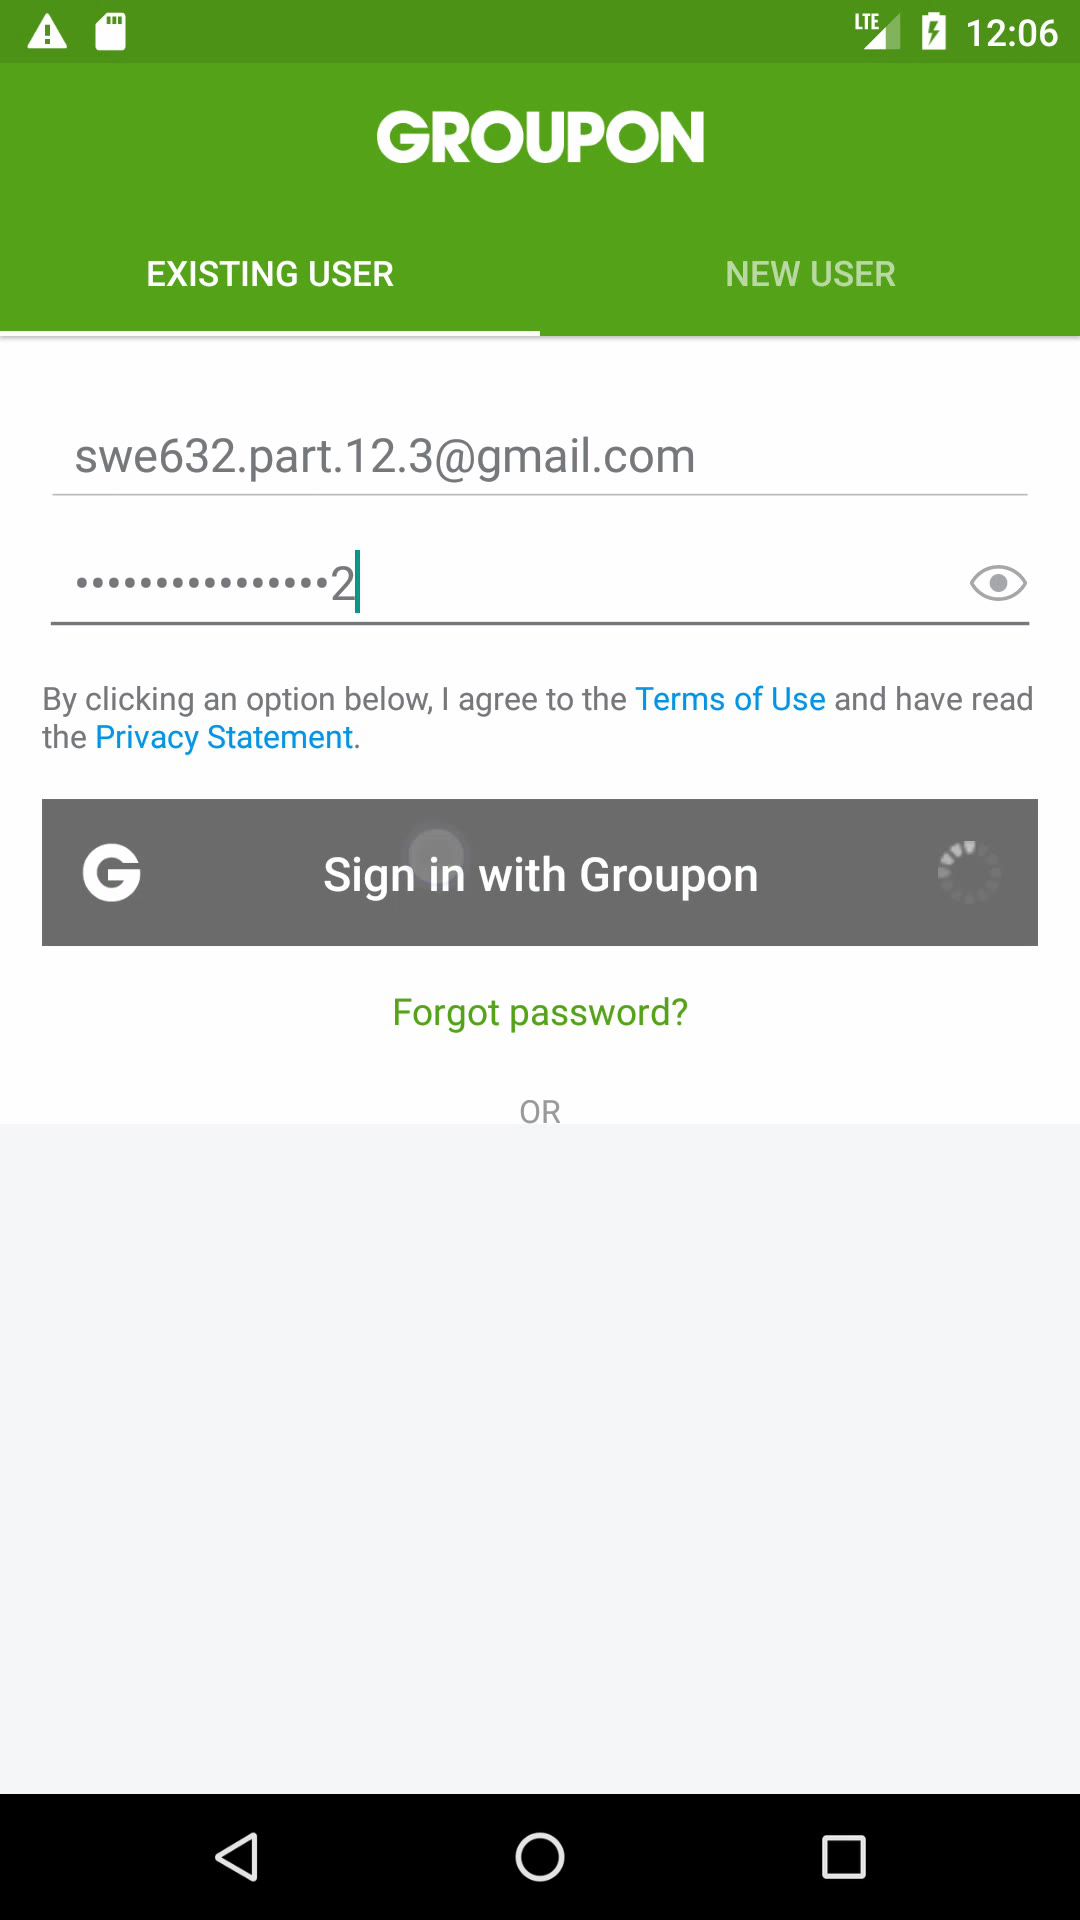 LTE 12:06
GROUPON
EXISTING USER NEW USER
swe632.part.12.3@gmail.com
••••••••••••••••2
By clicking an option below, I agree to the Terms of Use and have read
the Privacy Statement.
G Sign in with Groupon
Forgot password?
OR